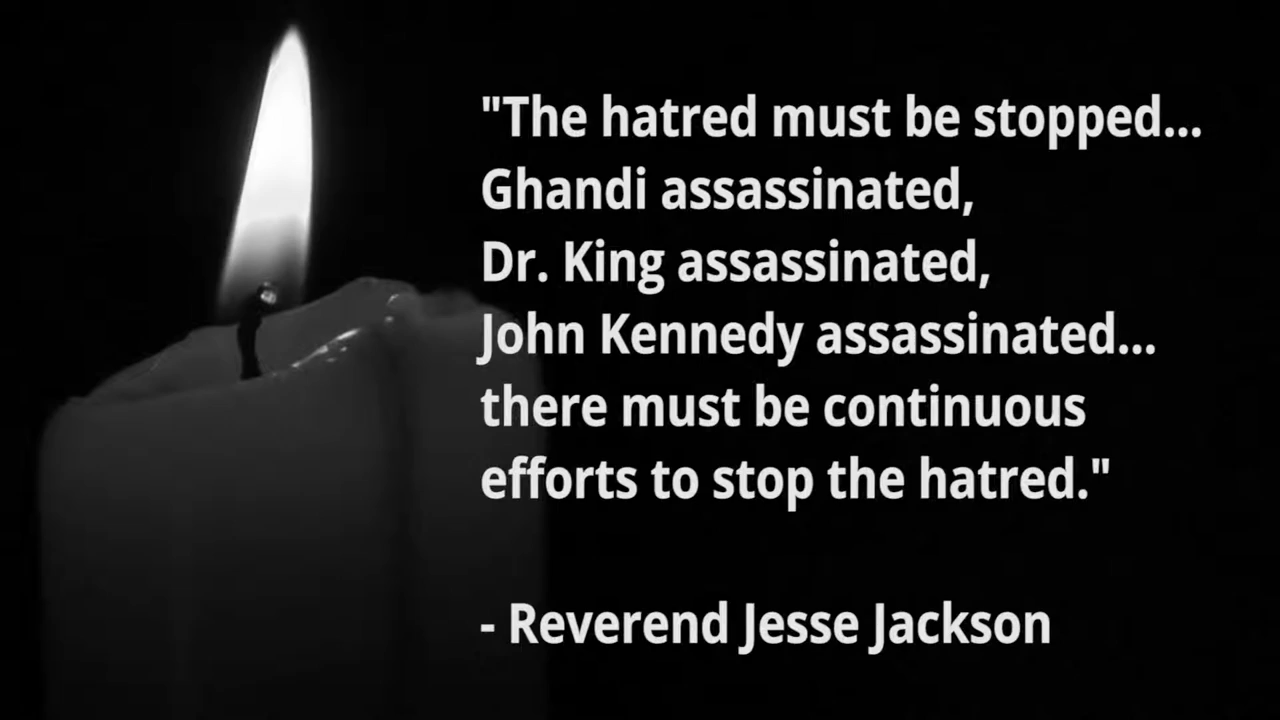 "The hatred must be stopped...
Ghandi assassinated,
Dr. King assassinated,
John Kennedy assassinated...
there must be continuous
efforts to stop the hatred."
- Reverend Jesse Jackson